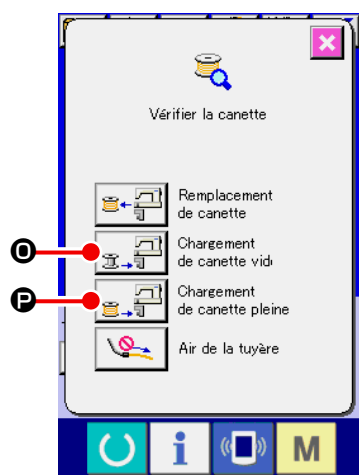 Vérifier la canette
Remplacement
de canette
O
Chargement
de canette vid
P
Chargement
de canette pleine
Air de la tuyère
i
M